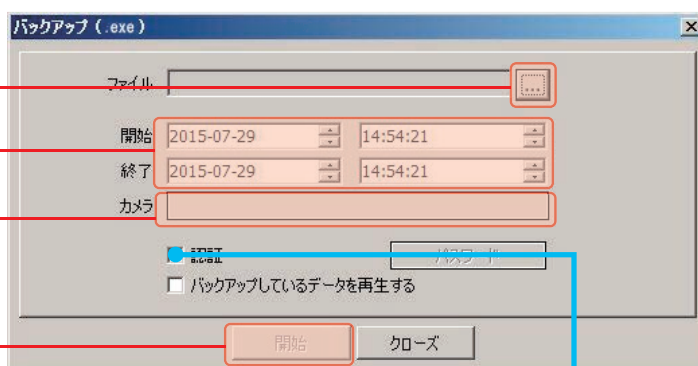 バックアップ (.exe)
ファイル ...
開始 2015-07-29 14:54:21
終了 2015-07-29 14:54:21
カメラ
認証 パスワード
バックアップしているデータを再生する
開始 クローズ